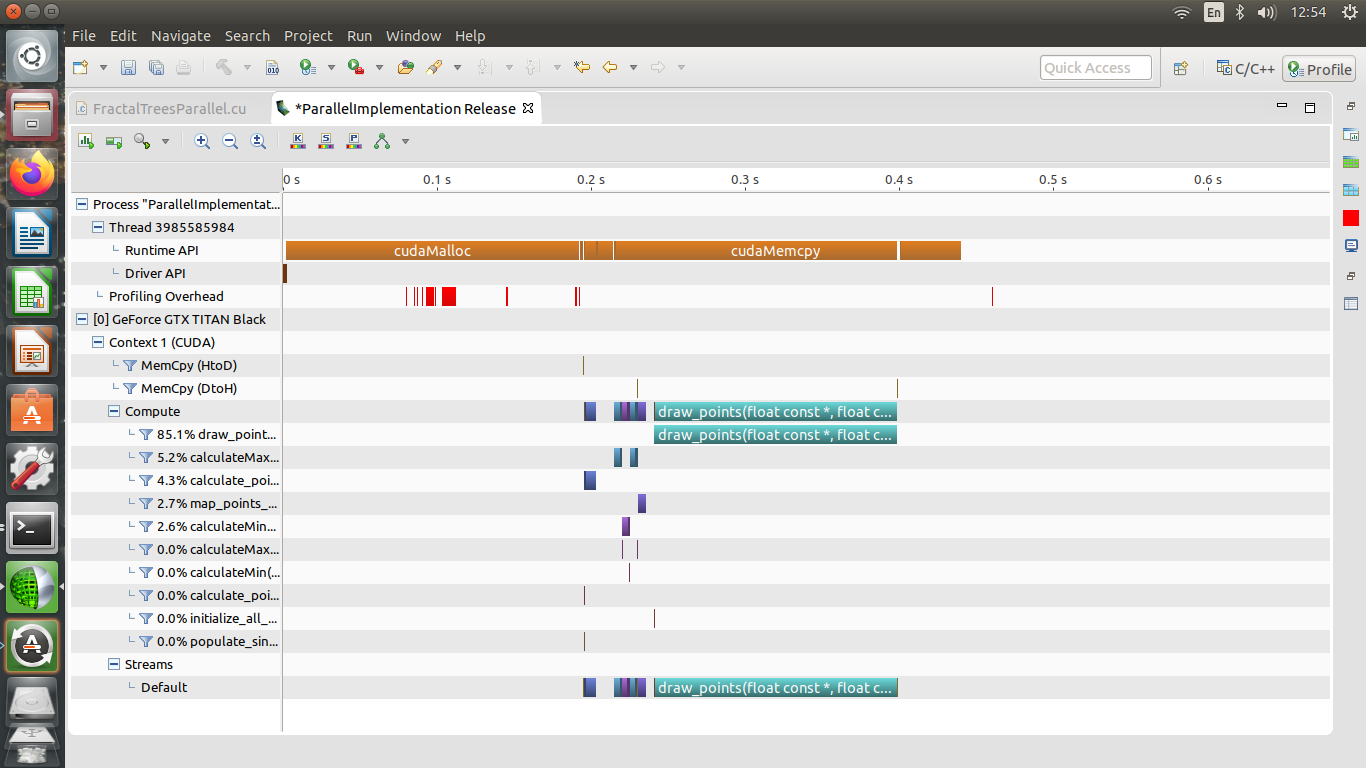 En 12:54
File Edit Navigate Search Project Run Window Help
010 Quick Access C/C++ Profile
FractalTreesParallel.cu *ParallelImplementation Release
K S P
0 s 0.1 s 0.2 s 0.3 s 0.4 s 0.5 s 0.6 s
Process "ParallelImplementat...
Thread 3985585984
Runtime API cudaMalloc cudaMemcpy
Driver API
Profiling Overhead
[0] GeForce GTX TITAN Black
Context 1 (CUDA)
MemCpy (HtoD)
MemCpy (DtoH)
Compute draw_points(float const *, float c...
85.1% draw_point... draw_points(float const *, float c...
5.2% calculateMax...
4.3% calculate_poi...
2.7% map_points_...
2.6% calculateMin...
0.0% calculateMax...
0.0% calculateMin(...
0.0% calculate_poi...
0.0% initialize_all_...
0.0% populate_sin...
Streams
Default draw_points(float const *, float c...